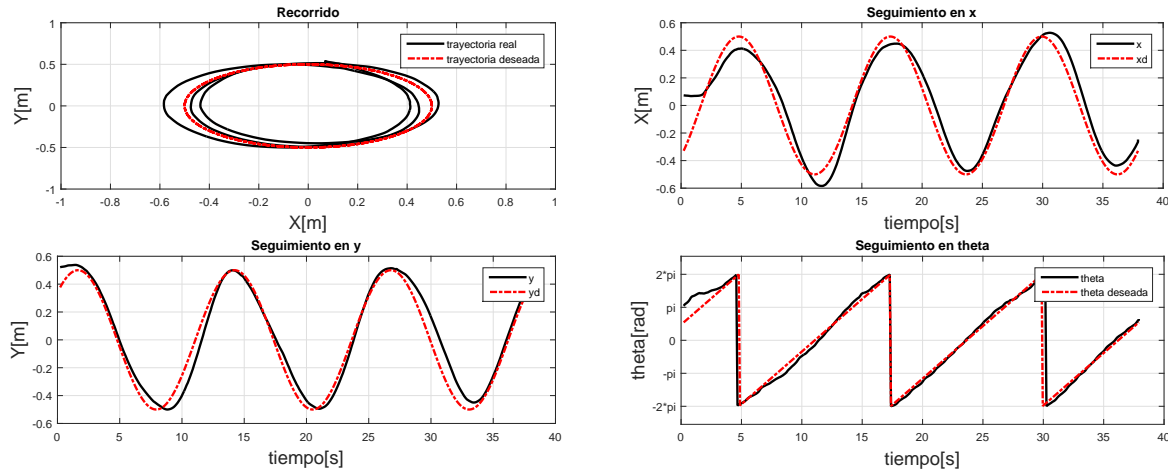 Recorrido
1
0.5
0
-0.5
-1
Y[m]
trayectoria real
trayectoria deseada
-1 -0.8 -0.6 -0.4 -0.2 0 0.2 0.4 0.6 0.8 1
X[m]
Seguimiento en x
0.6
0.4
0.2
0
-0.2
-0.4
-0.6
X[m]
x
xd
0 5 10 15 20 25 30 35 40
tiempo[s]
Seguimiento en y
0.6
0.4
0.2
0
-0.2
-0.4
-0.6
Y[m]
y
yd
0 5 10 15 20 25 30 35 40
tiempo[s]
Seguimiento en theta
2*pi
pi
0
-pi
-2*pi
theta[rad]
theta
theta deseada
0 5 10 15 20 25 30 35 40
tiempo[s]